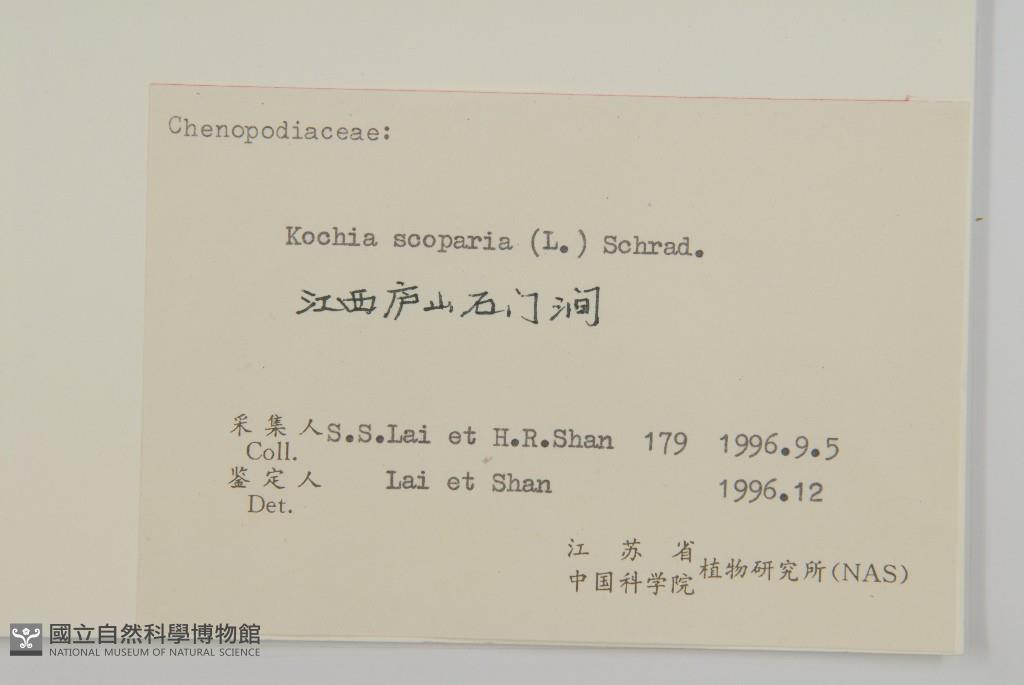 Chenopodiaceae:
Kochia scoparia (L.) Schrad.
江西庐山石门涧
采集人 S.S.Lai et H.R.Shan 179 1996.9.5
Coll.
鉴定人 Lai et Shan 1996.12
Det.
江苏省
中国科学院 植物研究所(NAS)
國立自然科學博物館
NATIONAL MUSEUM OF NATURAL SCIENCE